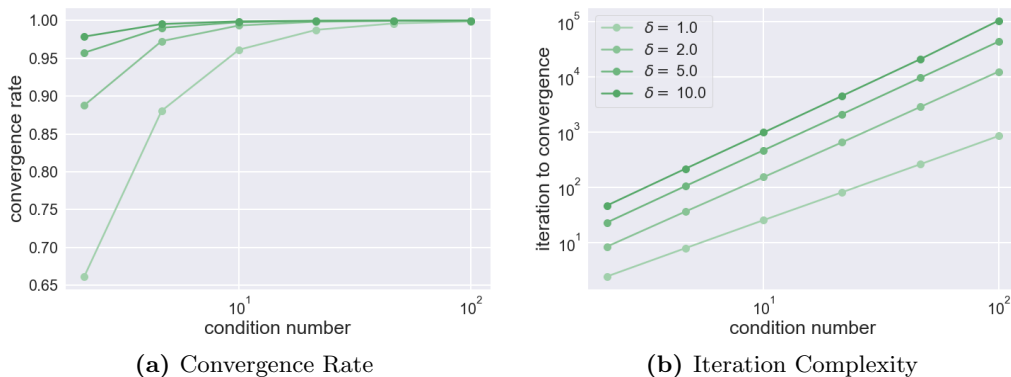 1.00
0.95
0.90
0.85
0.80
0.75
0.70
0.65
convergence rate
10¹
10²
condition number
(a) Convergence Rate
10⁵
10⁴
10³
10²
10¹
iteration to convergence
δ = 1.0
δ = 2.0
δ = 5.0
δ = 10.0
10¹
10²
condition number
(b) Iteration Complexity